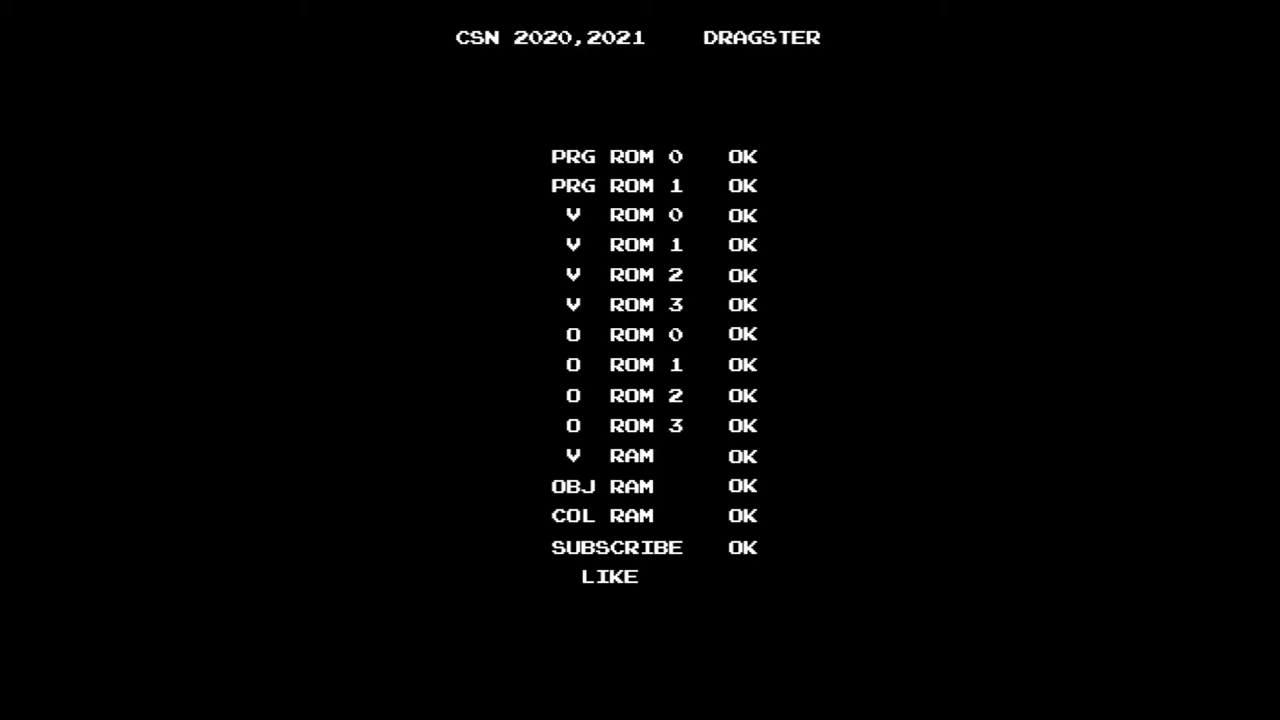 CSN 2020,2021 DRAGSTER
PRG ROM 0 OK
PRG ROM 1 OK
V ROM 0 OK
V ROM 1 OK
V ROM 2 OK
V ROM 3 OK
O ROM 0 OK
O ROM 1 OK
O ROM 2 OK
O ROM 3 OK
V RAM OK
OBJ RAM OK
COL RAM OK
SUBSCRIBE OK
LIKE